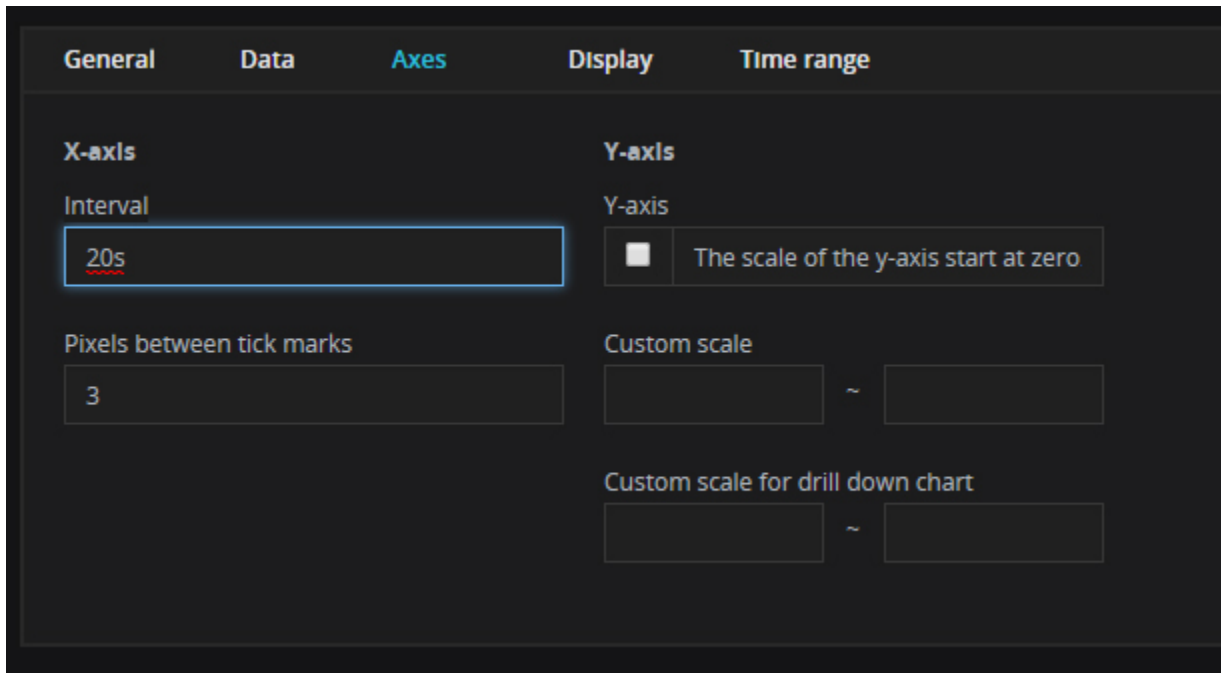 General Data Axes Display Time range
X-axis
Interval
20s
Pixels between tick marks
3
Y-axis
Y-axis
The scale of the y-axis start at zero
Custom scale
~
Custom scale for drill down chart
~